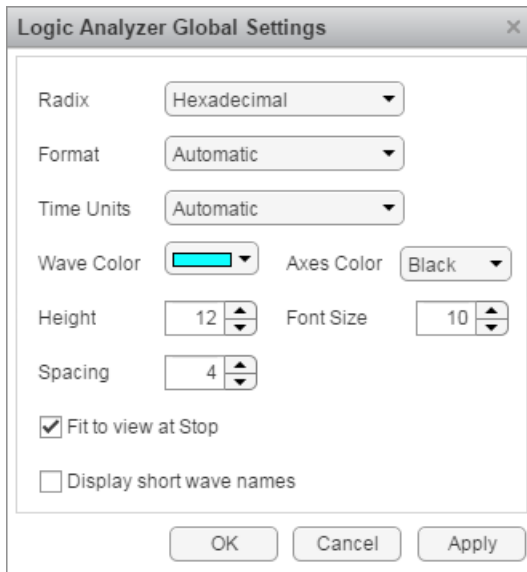 Logic Analyzer Global Settings
Radix Hexadecimal
Format Automatic
Time Units Automatic
Wave Color Axes Color Black
Height 12 Font Size 10
Spacing 4
Fit to view at Stop
Display short wave names
OK Cancel Apply